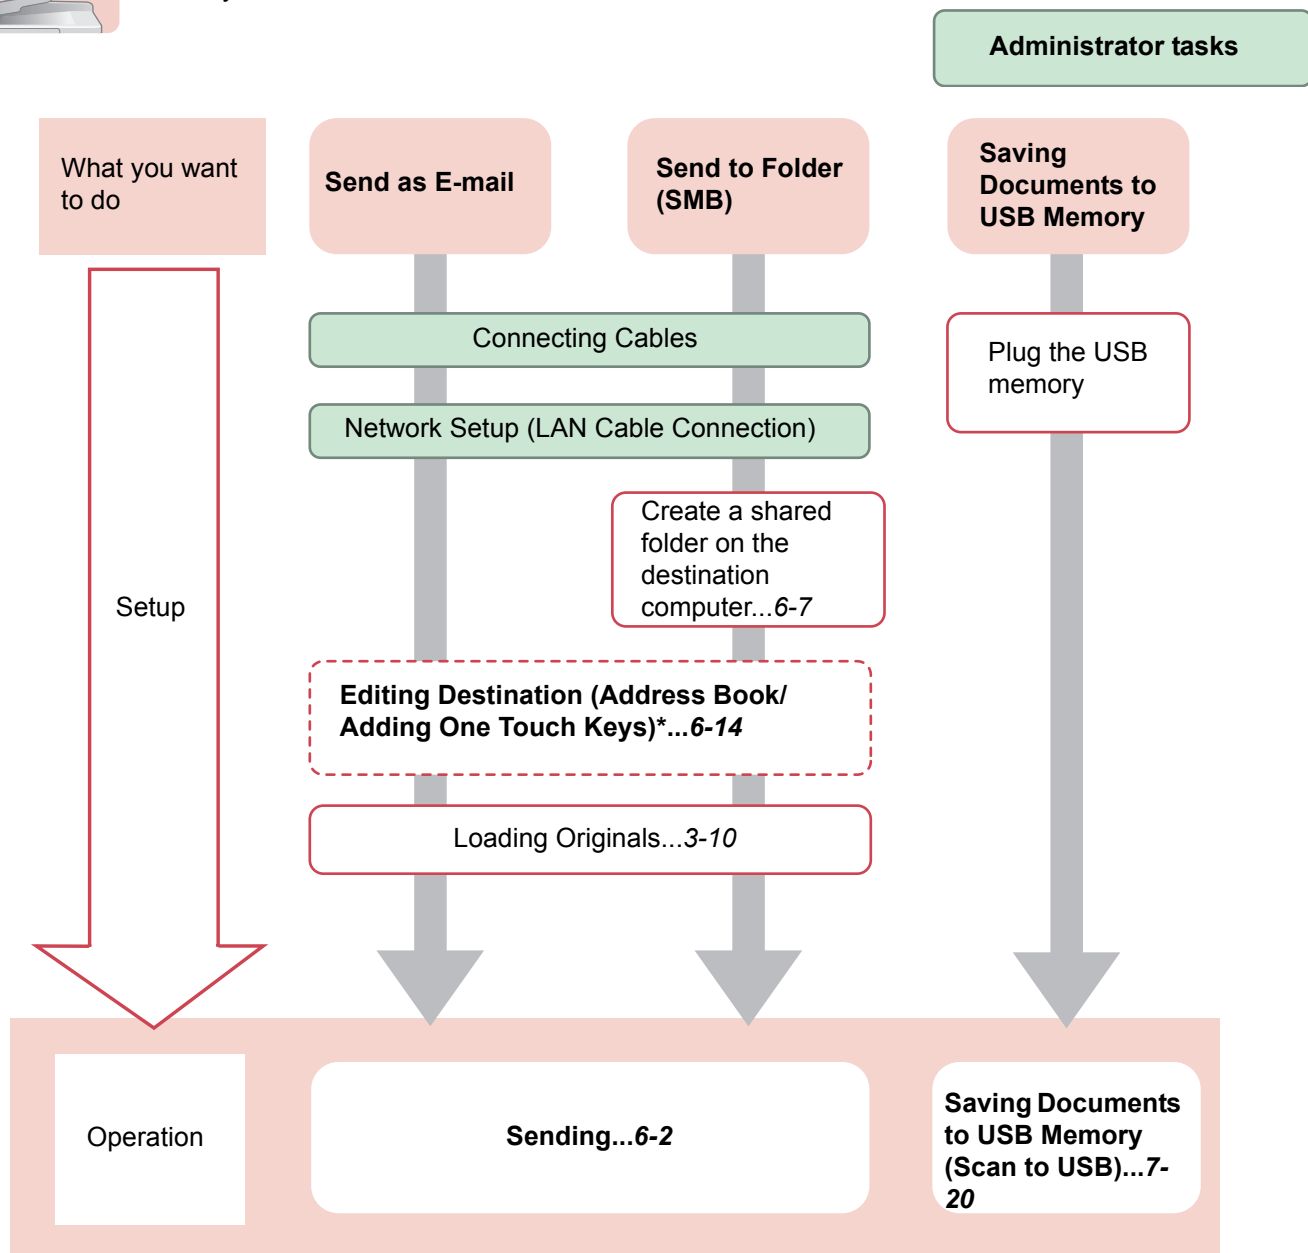 Administrator tasks
What you want
to do
Send as E-mail
Send to Folder
(SMB)
Saving
Documents to
USB Memory
Connecting Cables
Plug the USB
memory
Network Setup (LAN Cable Connection)
Create a shared
folder on the
destination
computer...6-7
Setup
Editing Destination (Address Book/
Adding One Touch Keys)*...6-14
Loading Originals...3-10
Operation
Sending...6-2
Saving Documents
to USB Memory
(Scan to USB)...7-
20